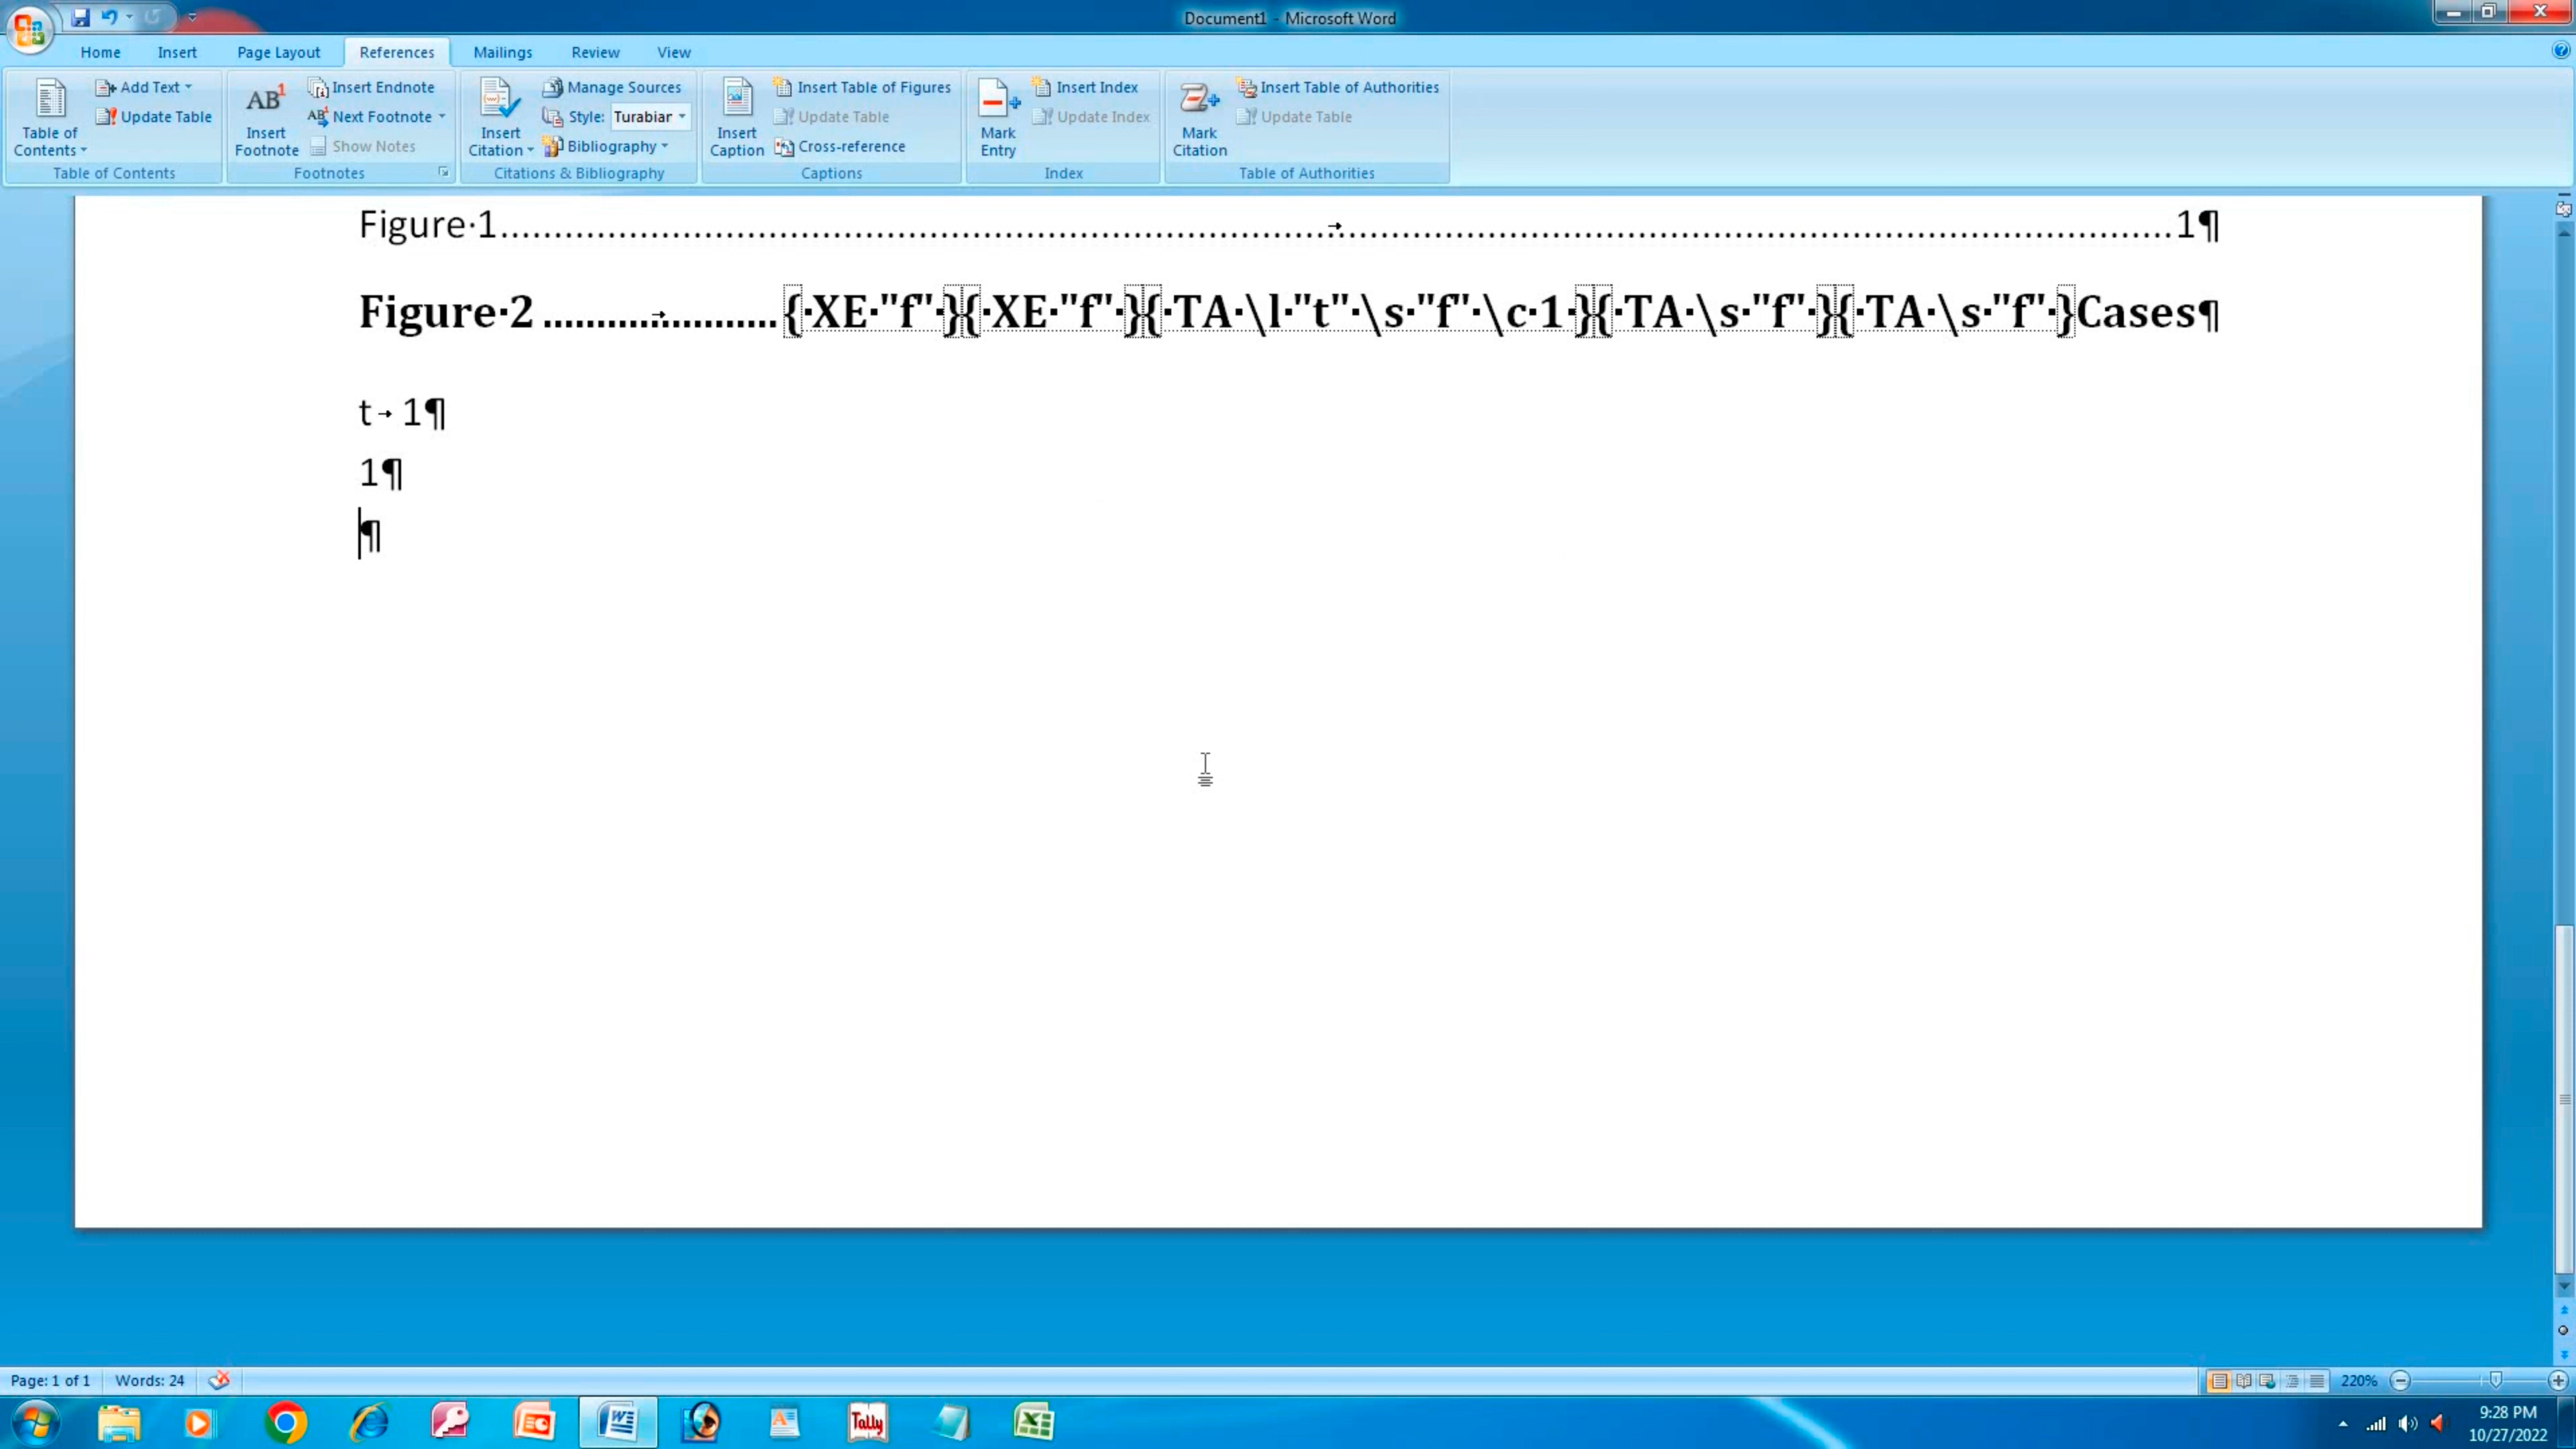 Document1 - Microsoft Word
Home Insert Page Layout References Mailings Review View
Table of Contents
Add Text
Update Table
Table of Contents
AB1 Insert Footnote
Insert Endnote
AB1 Next Footnote
Show Notes
Footnotes
Insert Citation
Manage Sources
Style: Turabiar
Bibliography
Citations & Bibliography
Insert Caption
Insert Table of Figures
Update Table
Cross-reference
Captions
Mark Entry
Insert Index
Update Index
Index
Mark Citation
Insert Table of Authorities
Update Table
Table of Authorities
Figure·1..............................→..............................1¶
Figure·2 ..........→..........{·XE·"f"·}{·XE·"f"·}{·TA·\l·"t"·\s·"f"·\c·1·}{·TA·\s·"f"·}{·TA·\s·"f"·}Cases¶
t→1¶
1¶
¶
Page: 1 of 1 Words: 24
220%
Tally
9:28 PM
10/27/2022